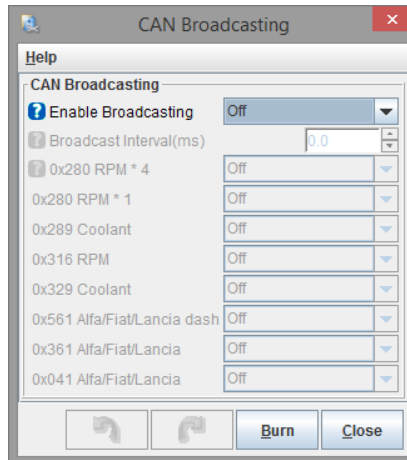 CAN Broadcasting
Help
CAN Broadcasting
? Enable Broadcasting Off
? Broadcast Interval(ms) 0.0
? 0x280 RPM * 4 Off
0x280 RPM * 1 Off
0x289 Coolant Off
0x316 RPM Off
0x329 Coolant Off
0x561 Alfa/Fiat/Lancia dash Off
0x361 Alfa/Fiat/Lancia Off
0x041 Alfa/Fiat/Lancia Off
Burn Close